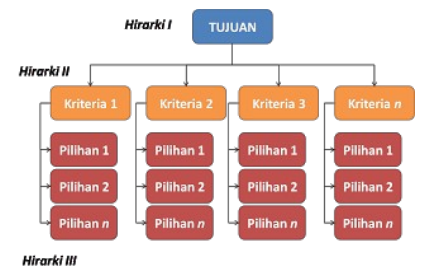 Hirarki I
TUJUAN
Hirarki II
Kriteria 1 Kriteria 2 Kriteria 3 Kriteria n
Pilihan 1 Pilihan 1 Pilihan 1 Pilihan 1
Pilihan 2 Pilihan 2 Pilihan 2 Pilihan 2
Pilihan n Pilihan n Pilihan n Pilihan n
Hirarki III